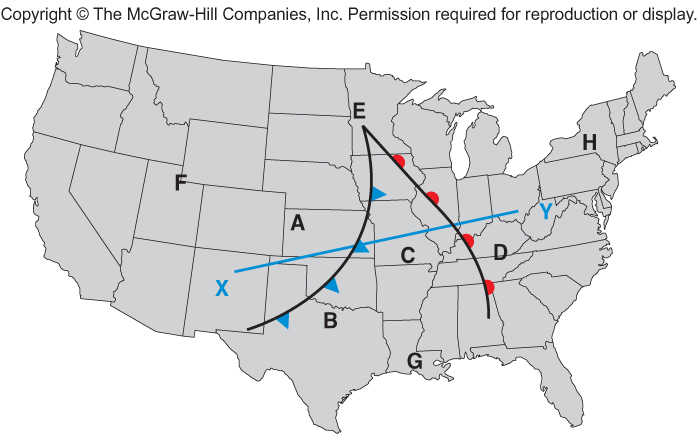 Copyright © The McGraw-Hill Companies, Inc. Permission required for reproduction or display.
E
H
F
Y
A
D
C
X
B
G